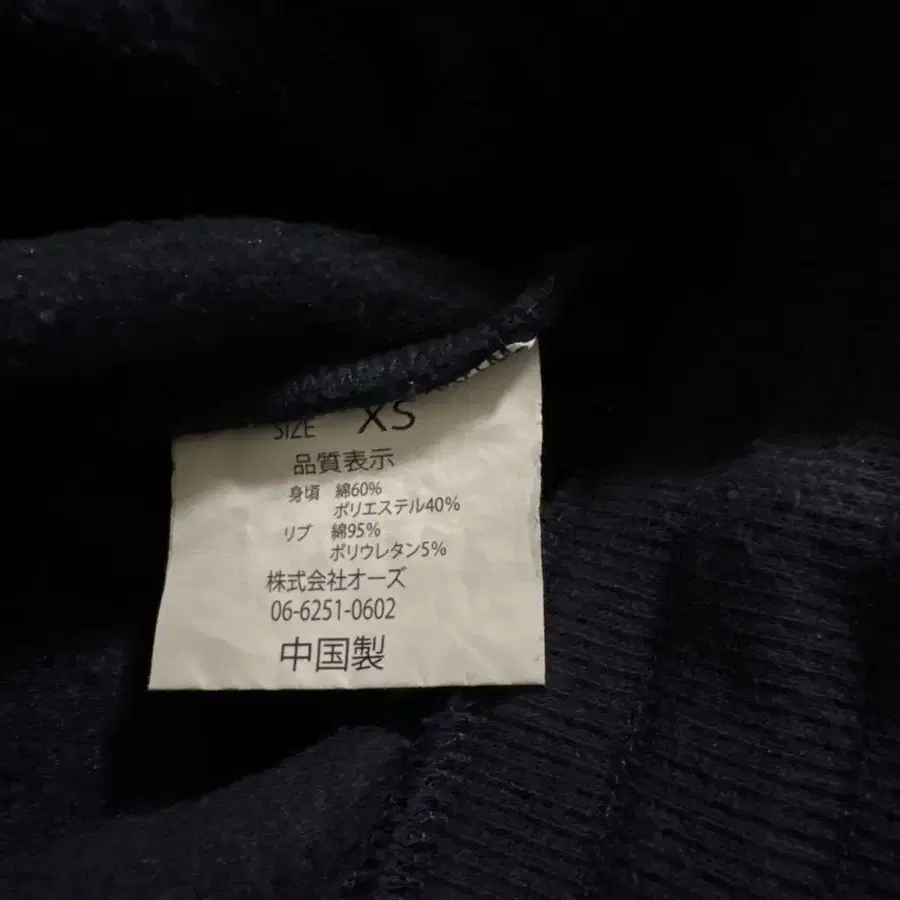 SIZE XS
品質表示
身頃 綿60%
ポリエステル40%
リブ 綿95%
ポリウレタン5%
株式会社オーズ
06-6251-0602
中国製